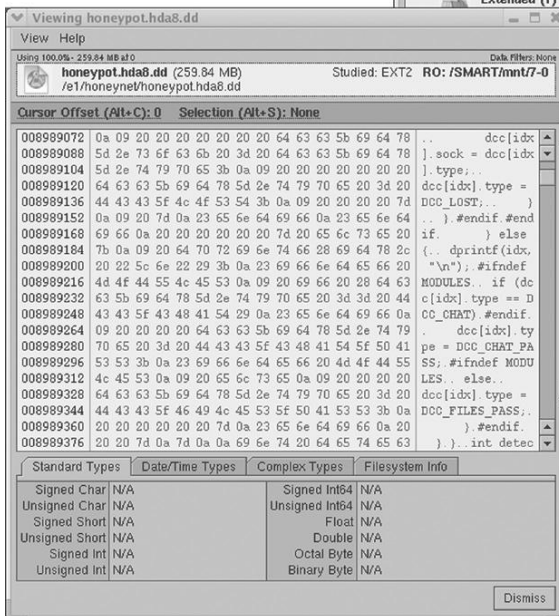 Extended (1)
Viewing honeypot.hda8.dd
View Help
Using 100.0% - 259.84 MB at 0 Data Filters: None
honeypot.hda8.dd (259.84 MB) Studied: EXT2 RO: /SMART/mnt/7-0
/e1/honeynet/honeypot.hda8.dd
Cursor Offset (Alt+C): 0 Selection (Alt+S): None
008989072 0a 09 20 20 20 20 20 20 20 64 63 63 5b 69 64 78 .. dcc[idx
008989088 5d 2e 73 6f 63 6b 20 3d 20 64 63 63 5b 69 64 78 ].sock = dcc[idx
008989104 5d 2e 74 79 70 65 3b 0a 09 20 20 20 20 20 20 20 ].type;..
008989120 64 63 63 5b 69 64 78 5d 2e 74 79 70 65 20 3d 20 dcc[idx].type =
008989136 44 43 43 5f 4c 4f 53 54 3b 0a 09 20 20 20 20 7d DCC_LOST;.. }
008989152 0a 09 20 7d 0a 23 65 6e 64 69 66 0a 23 65 6e 64 .. }.#endif.#end
008989168 69 66 0a 20 20 20 20 20 20 7d 20 65 6c 73 65 20 if. } else
008989184 7b 0a 09 20 64 70 72 69 6e 74 66 28 69 64 78 2c {.. dprintf(idx,
008989200 20 22 5c 6e 22 29 3b 0a 23 69 66 6e 64 65 66 20 "\n");.#ifndef
008989216 4d 4f 44 55 4c 45 53 0a 09 20 69 66 20 28 64 63 MODULES.. if (dc
008989232 63 5b 69 64 78 5d 2e 74 79 70 65 20 3d 3d 20 44 c[idx].type == D
008989248 43 43 5f 43 48 41 54 29 0a 23 65 6e 64 69 66 0a CC_CHAT).#endif.
008989264 09 20 20 20 20 20 64 63 63 5b 69 64 78 5d 2e 74 79 . dcc[idx].ty
008989280 70 65 20 3d 20 44 43 43 5f 43 48 41 54 5f 50 41 pe = DCC_CHAT_PA
008989296 53 53 3b 0a 23 69 66 6e 64 65 66 20 4d 4f 44 55 SS;.#ifndef MODU
008989312 4c 45 53 0a 09 20 65 6c 73 65 0a 09 20 20 20 20 LES.. else..
008989328 64 63 63 5b 69 64 78 5d 2e 74 79 70 65 20 3d 20 dcc[idx].type =
008989344 44 43 43 5f 46 49 4c 45 53 5f 50 41 53 53 3b 0a DCC_FILES_PASS;.
008989360 20 20 20 20 20 20 7d 0a 23 65 6e 64 69 66 0a 20 }.#endif.
008989376 20 20 7d 0a 7d 0a 0a 69 6e 74 20 64 65 74 65 63 }.}..int detec
Standard Types Date/Time Types Complex Types Filesystem Info
Signed Char N/A Signed Int64 N/A
Unsigned Char N/A Unsigned Int64 N/A
Signed Short N/A Float N/A
Unsigned Short N/A Double N/A
Signed Int N/A Octal Byte N/A
Unsigned Int N/A Binary Byte N/A
Dismiss